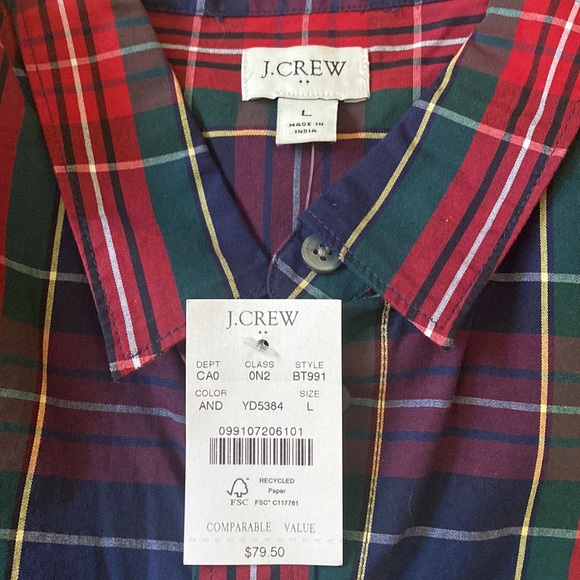 J.CREW
L
MADE IN
INDIA
J.CREW
DEPT CLASS STYLE
CA0 0N2 BT991
COLOR SIZE
AND YD5384 L
099107206101
FSC
RECYCLED
Paper
FSC® C117781
COMPARABLE VALUE
$79.50